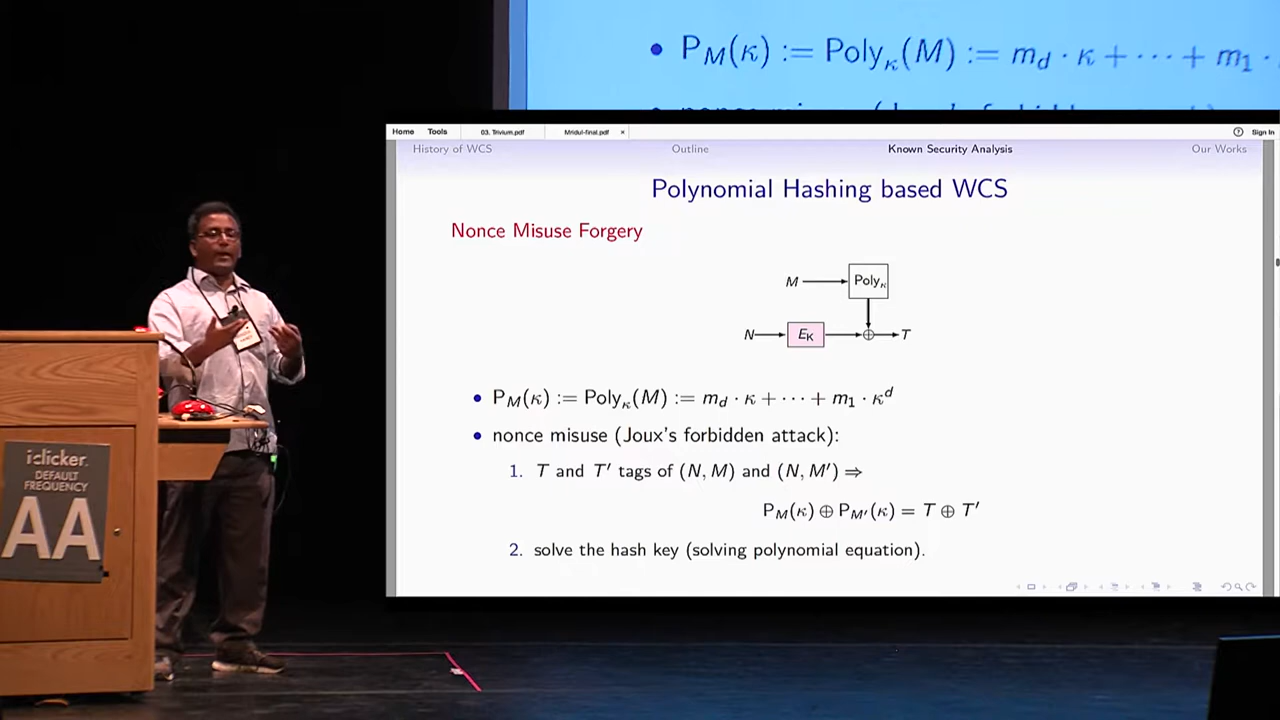 • P_M(κ) := Poly_κ(M) := m_d · κ + ··· + m_1 ·
Home Tools 03. Trivium.pdf Mridul-final.pdf × ? Sign In
History of WCS Outline Known Security Analysis Our Works
Polynomial Hashing based WCS
Nonce Misuse Forgery
M Poly_κ
N E_K ⊕ T
• P_M(κ) := Poly_κ(M) := m_d · κ + ··· + m_1 · κ^d
• nonce misuse (Joux's forbidden attack):
1. T and T′ tags of (N, M) and (N, M′) ⇒
P_M(κ) ⊕ P_M′(κ) = T ⊕ T′
2. solve the hash key (solving polynomial equation).
i>clicker.
DEFAULT
FREQUENCY
AA